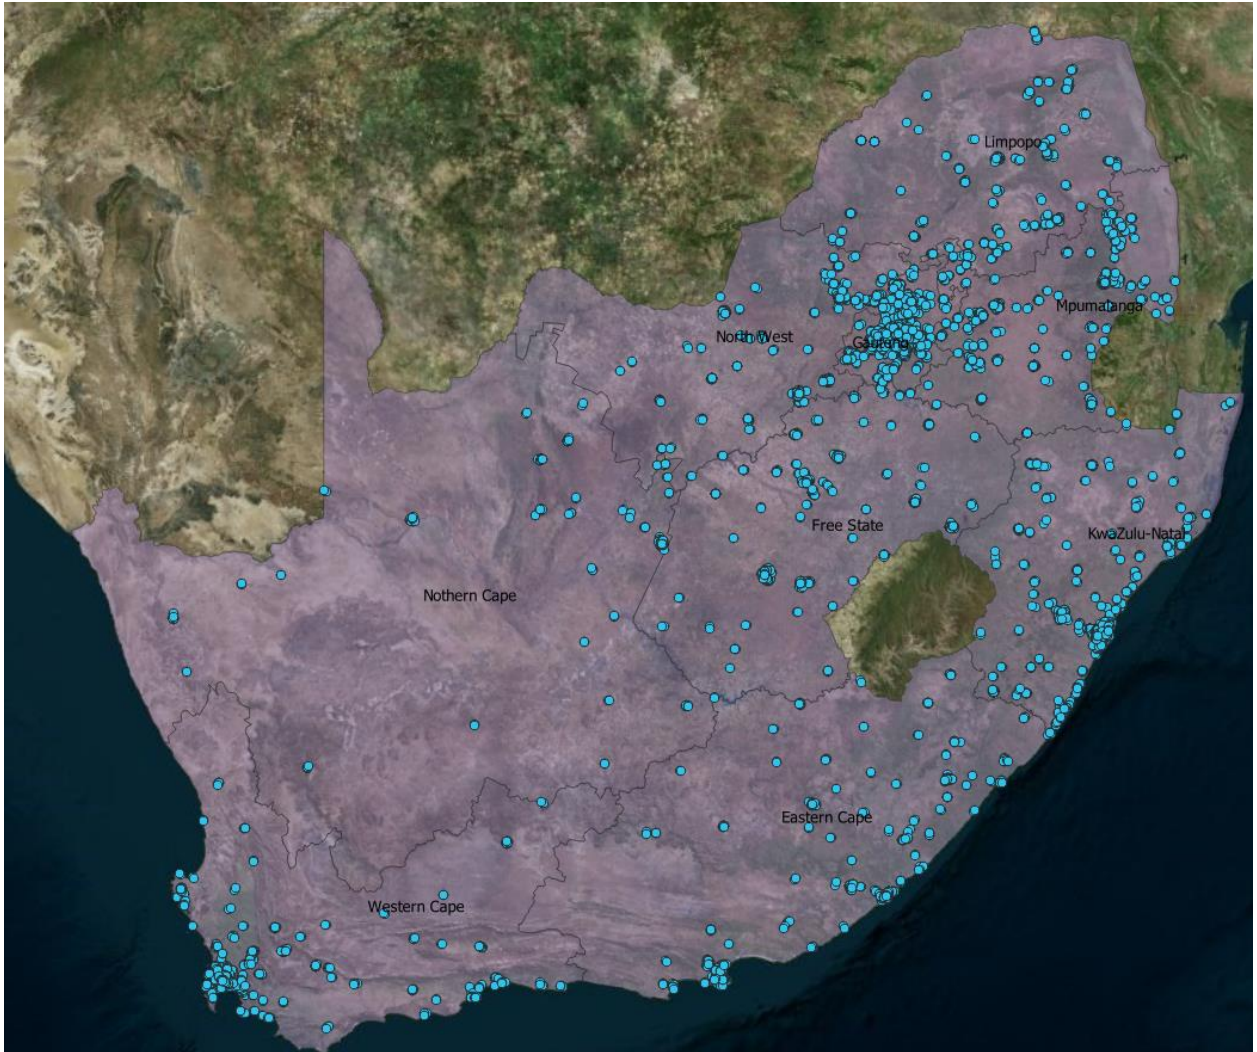 Limpopo
Mpumalanga
North West
Gauteng
Free State
KwaZulu-Natal
Nothern Cape
Eastern Cape
Western Cape